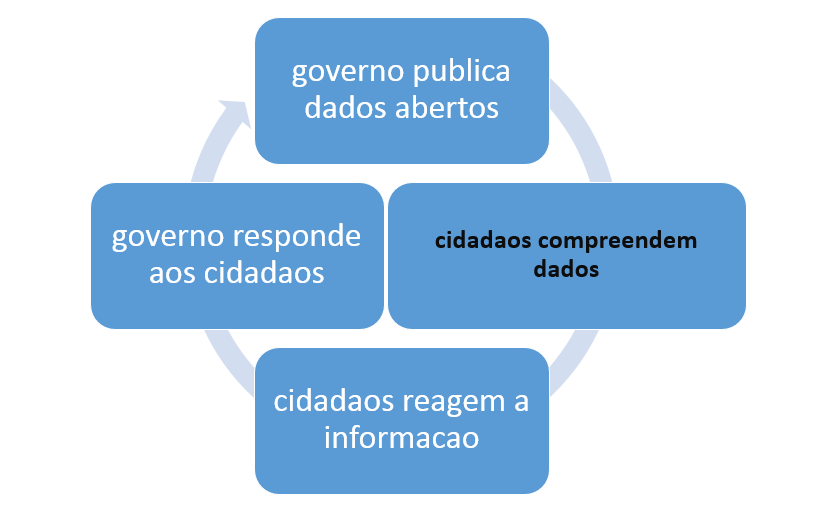 governo publica
dados abertos
governo responde
aos cidadaos
cidadaos compreendem
dados
cidadaos reagem a
informacao